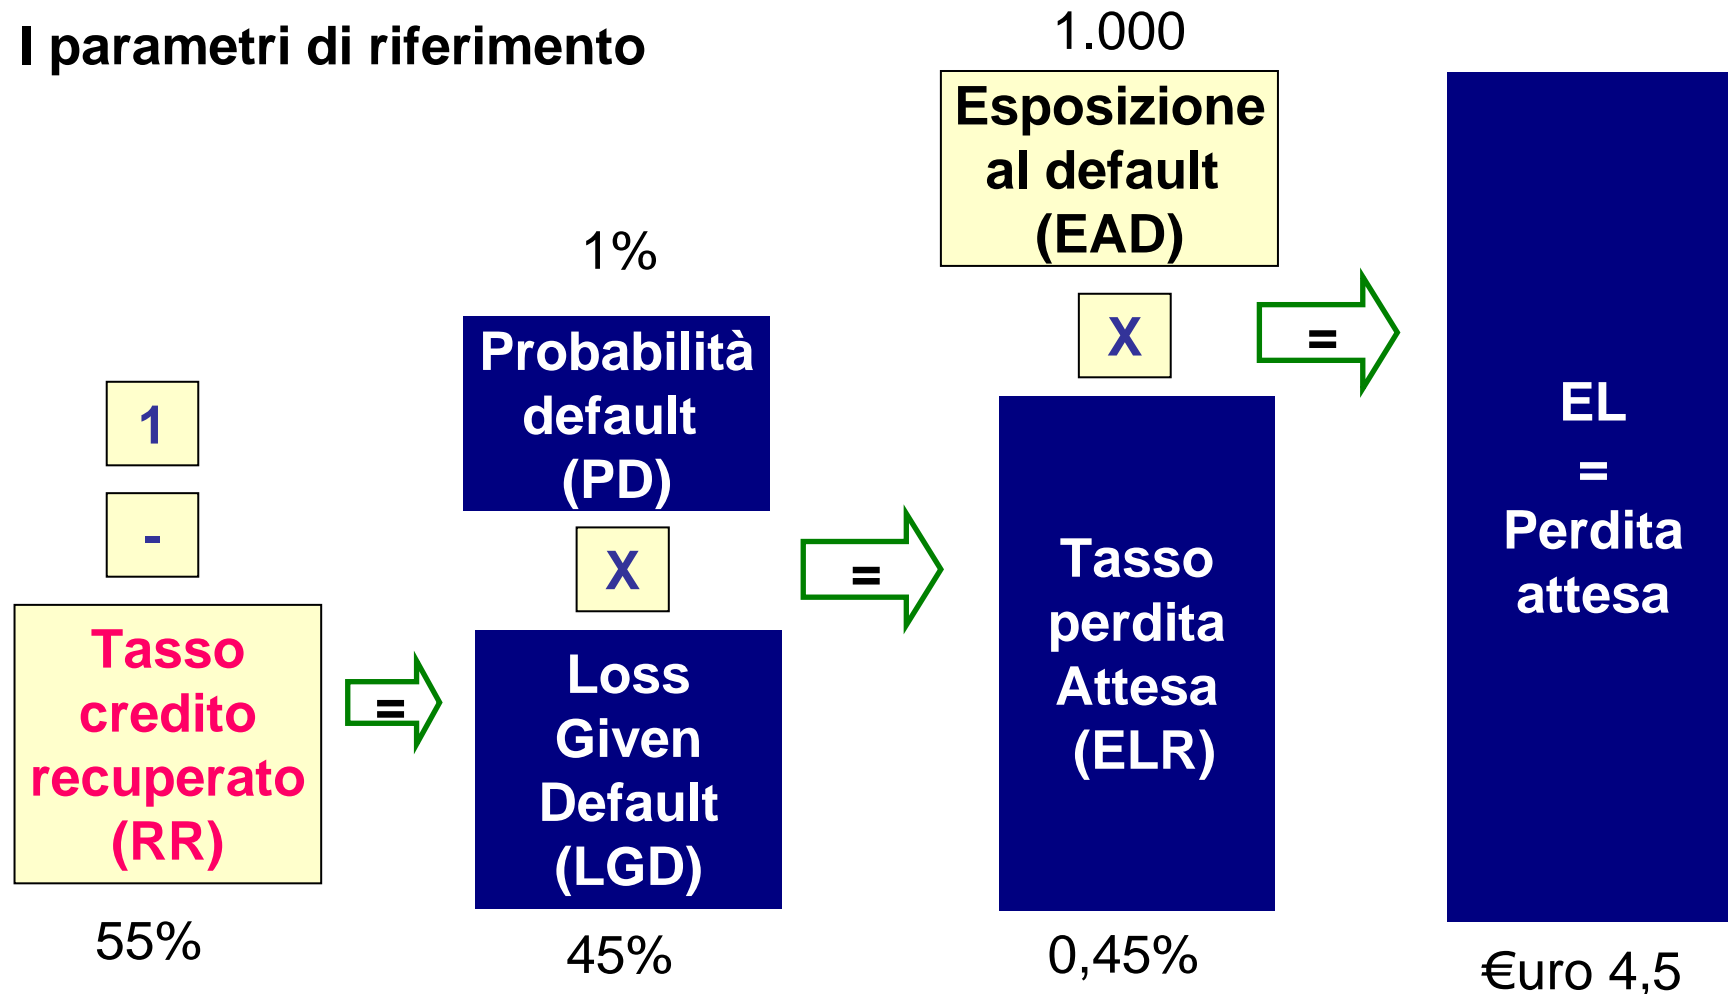 I parametri di riferimento
1
-
Tasso
credito
recuperato
(RR)
55%
=
1%
Probabilità
default
(PD)
X
Loss
Given
Default
(LGD)
45%
=
1.000
Esposizione
al default
(EAD)
X
Tasso
perdita
Attesa
(ELR)
0,45%
=
EL
=
Perdita
attesa
€uro 4,5